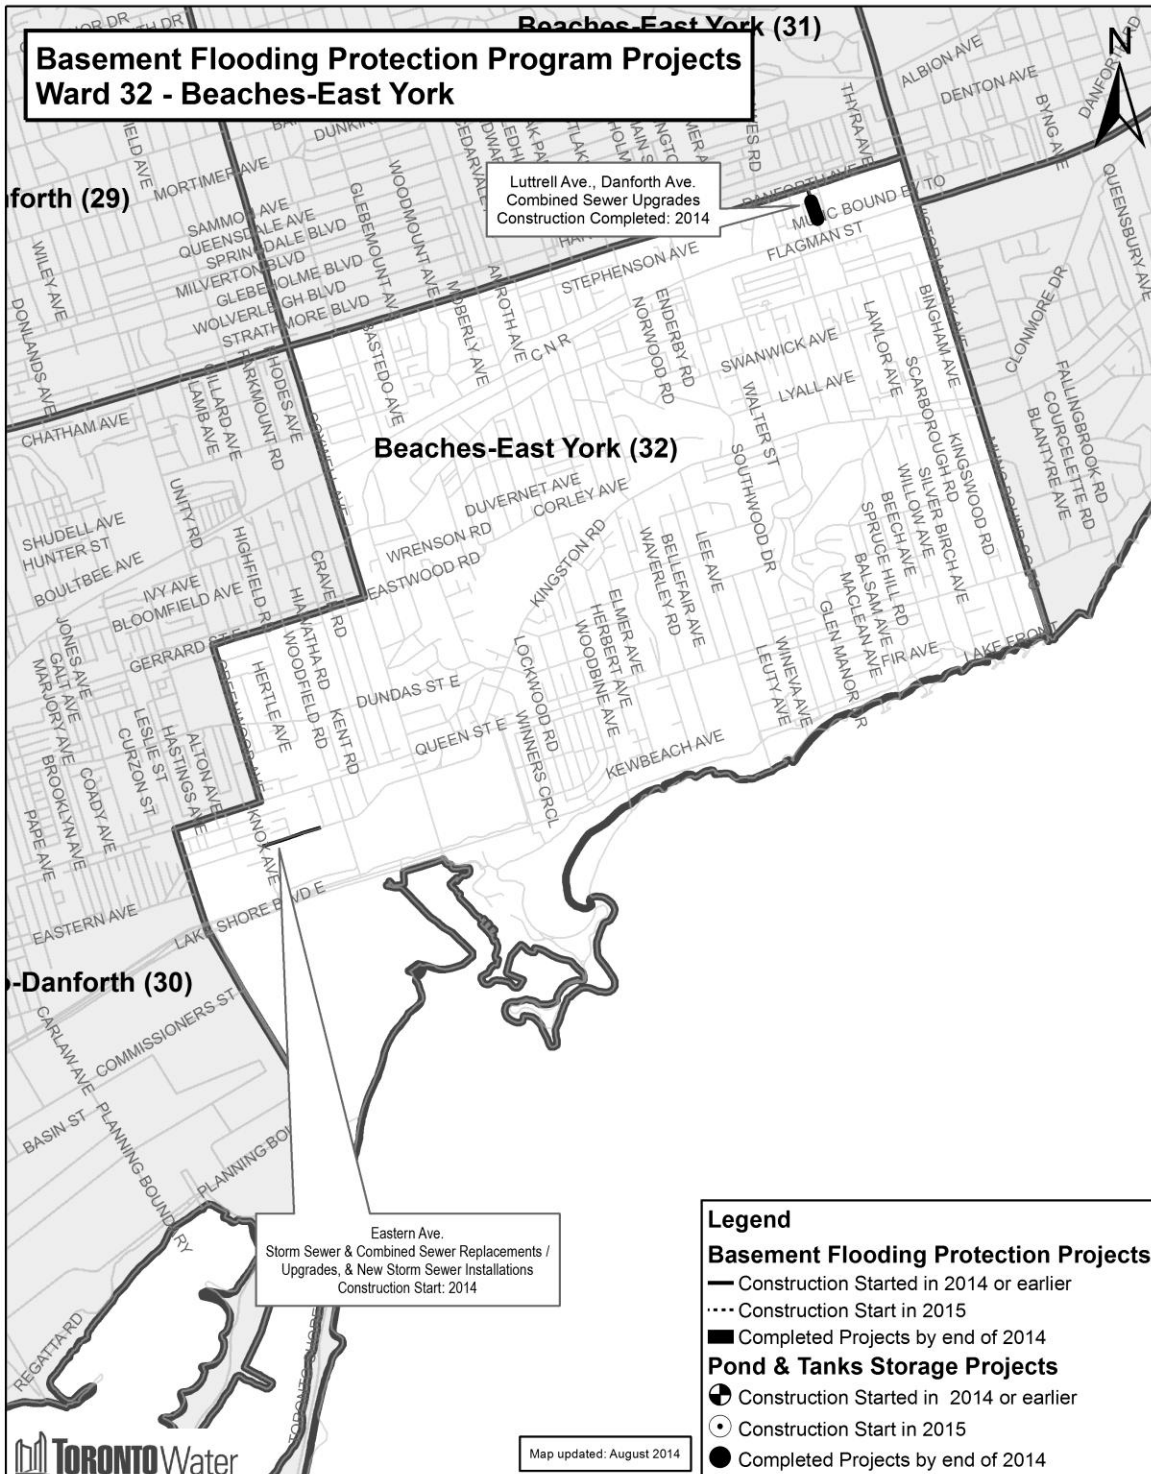 Beaches-East York (31)
Basement Flooding Protection Program Projects
Ward 32 - Beaches-East York
N
ALBION AVE
DENTON AVE
BYNG AVE
THYRA AVE
QUEENSBURY AVE
MORTIMER AVE
SAMMON AVE
QUEENSDALE AVE
SPRINGDALE BLVD
MILVERTON BLVD
GLEBEHOLME BLVD
WOLVERLEIGH BLVD
STRATHMORE BLVD
GLEBEMOUNT AVE
WOODMOUNT AVE
Luttrell Ave., Danforth Ave.
Combined Sewer Upgrades
Construction Completed: 2014
DANFORTH AVE
FLAGMAN ST
STEPHENSON AVE
WILEY AVE
DONLANDS AVE
CHATHAM AVE
LAMB AVE
GILLARD AVE
PARKMOUNT RD
RHODES AVE
BASTEDO AVE
MOBERLY AVE
AMROTH AVE
C N R
NORWOOD RD
ENDERBY RD
SWANWICK AVE
LYALL AVE
LAWLOR AVE
VICTORIA PARK AVE
BINGHAM AVE
CLONMORE DR
FALLINGBROOK RD
COURCELETTE RD
BLANTYRE AVE
Beaches-East York (32)
WALTER ST
SOUTHWOOD DR
SCARBOROUGH RD
KINGSWOOD RD
SILVER BIRCH AVE
WILLOW AVE
BEECH AVE
SPRUCE HILL RD
BALSAM AVE
MACLEAN AVE
GLEN MANOR DR
FIR AVE
DUVERNET AVE
CORLEY AVE
WRENSON RD
EASTWOOD RD
KINGSTON RD
LEE AVE
BELLEFAIR AVE
WAVERLEY RD
ELMER AVE
HERBERT AVE
WOODBINE AVE
LOCKWOOD RD
WINNERS CRCL
WINEVA AVE
LEUTY AVE
KEWBEACH AVE
SHUDELL AVE
HUNTER ST
BOULTBEE AVE
UNITY RD
IVY AVE
BLOOMFIELD AVE
GERRARD ST E
HIAWATHA RD
WOODFIELD RD
HERTLE AVE
KENT RD
DUNDAS ST E
QUEEN ST E
GREENWOOD AVE
KNOX AVE
JONES AVE
GALT AVE
MARJORY AVE
BROOKLYN AVE
COADY AVE
PAPE AVE
LESLIE ST
CURZON ST
HASTINGS AVE
ALTON AVE
EASTERN AVE
LAKE SHORE BLVD E
CARLAW AVE
COMMISSIONERS ST
BASIN ST
REGATTA RD
Eastern Ave.
Storm Sewer & Combined Sewer Replacements /
Upgrades, & New Storm Sewer Installations
Construction Start: 2014
Legend
Basement Flooding Protection Projects
Construction Started in 2014 or earlier
Construction Start in 2015
Completed Projects by end of 2014
Pond & Tanks Storage Projects
Construction Started in 2014 or earlier
Construction Start in 2015
Completed Projects by end of 2014
TORONTO Water
Map updated: August 2014